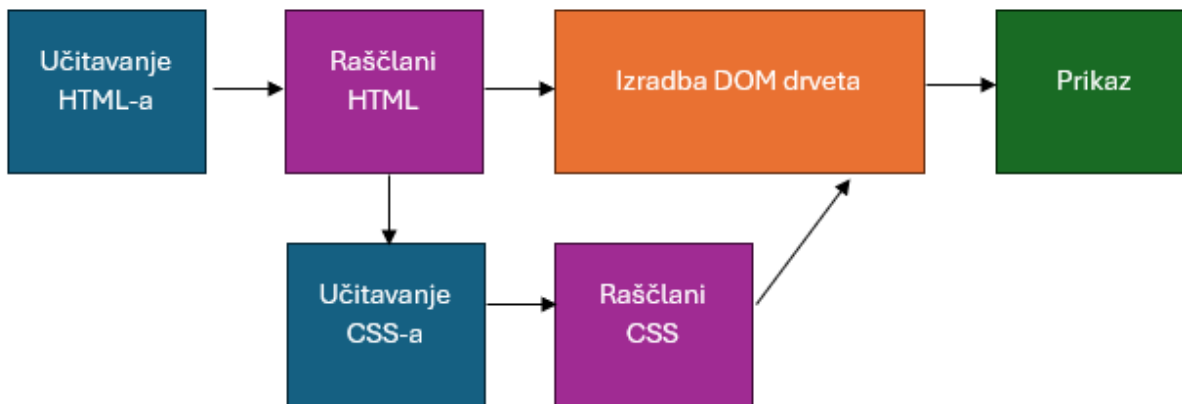 Učitavanje
HTML-a
Raščlani
HTML
Izradba DOM drveta
Prikaz
Učitavanje
CSS-a
Raščlani
CSS